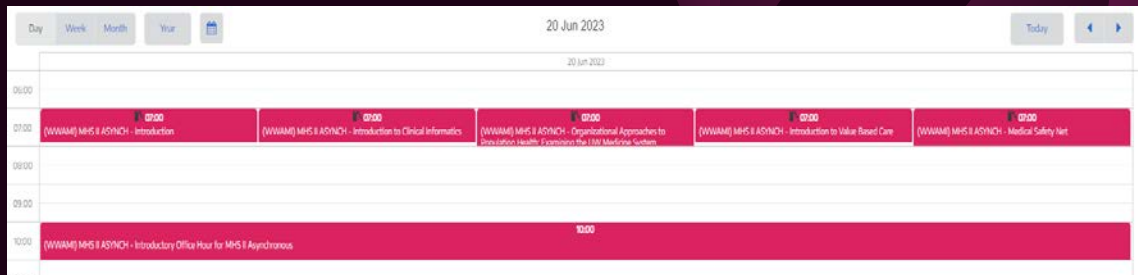 Day Week Month Year
20 Jun 2023
Today
20 Jun 2023
06:00
07:00
07:00
(WWAMI) MHS II ASYNCH - Introduction
07:00
(WWAMI) MHS II ASYNCH - Introduction to Clinical Informatics
07:00
(WWAMI) MHS II ASYNCH - Organizational Approaches to
Population Health: Examining the UW Medicine System
07:00
(WWAMI) MHS II ASYNCH - Introduction to Value Based Care
07:00
(WWAMI) MHS II ASYNCH - Medical Safety Net
08:00
09:00
10:00
10:00
(WWAMI) MHS II ASYNCH - Introductory Office Hour for MHS II Asynchronous